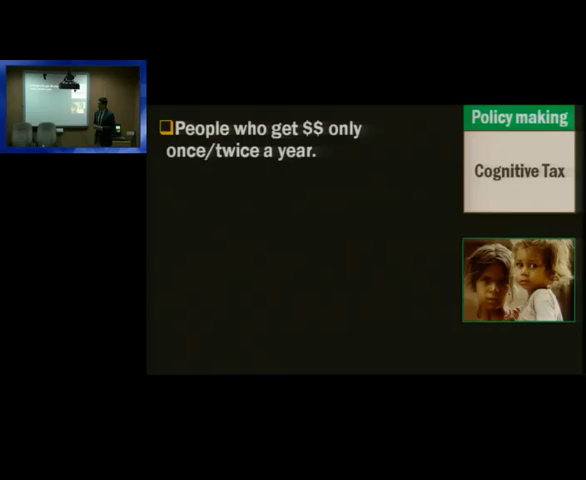 People who get $$ only
once/twice a year.
Policy making
Cognitive Tax